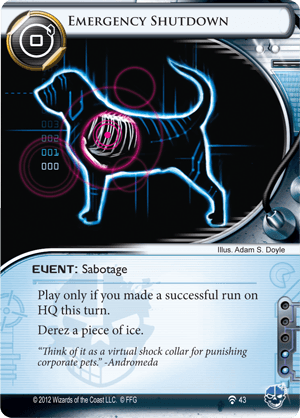 EMERGENCY SHUTDOWN
0
002
001
000
Illus. Adam S. Doyle
EVENT: Sabotage
Play only if you made a successful run on
HQ this turn.
Derez a piece of ice.
“Think of it as a virtual shock collar for punishing
corporate pets.” -Andromeda
© 2012 Wizards of the Coast LLC. © FFG
43